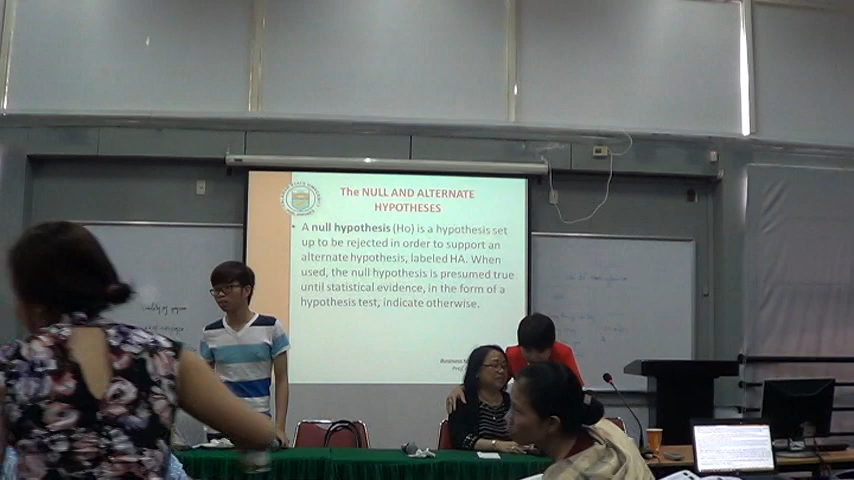 The NULL AND ALTERNATE
HYPOTHESES
• A null hypothesis (Ho) is a hypothesis set
up to be rejected in order to support an
alternate hypothesis, labeled HA. When
used, the null hypothesis is presumed true
until statistical evidence, in the form of a
hypothesis test, indicate otherwise.
Business
Prof